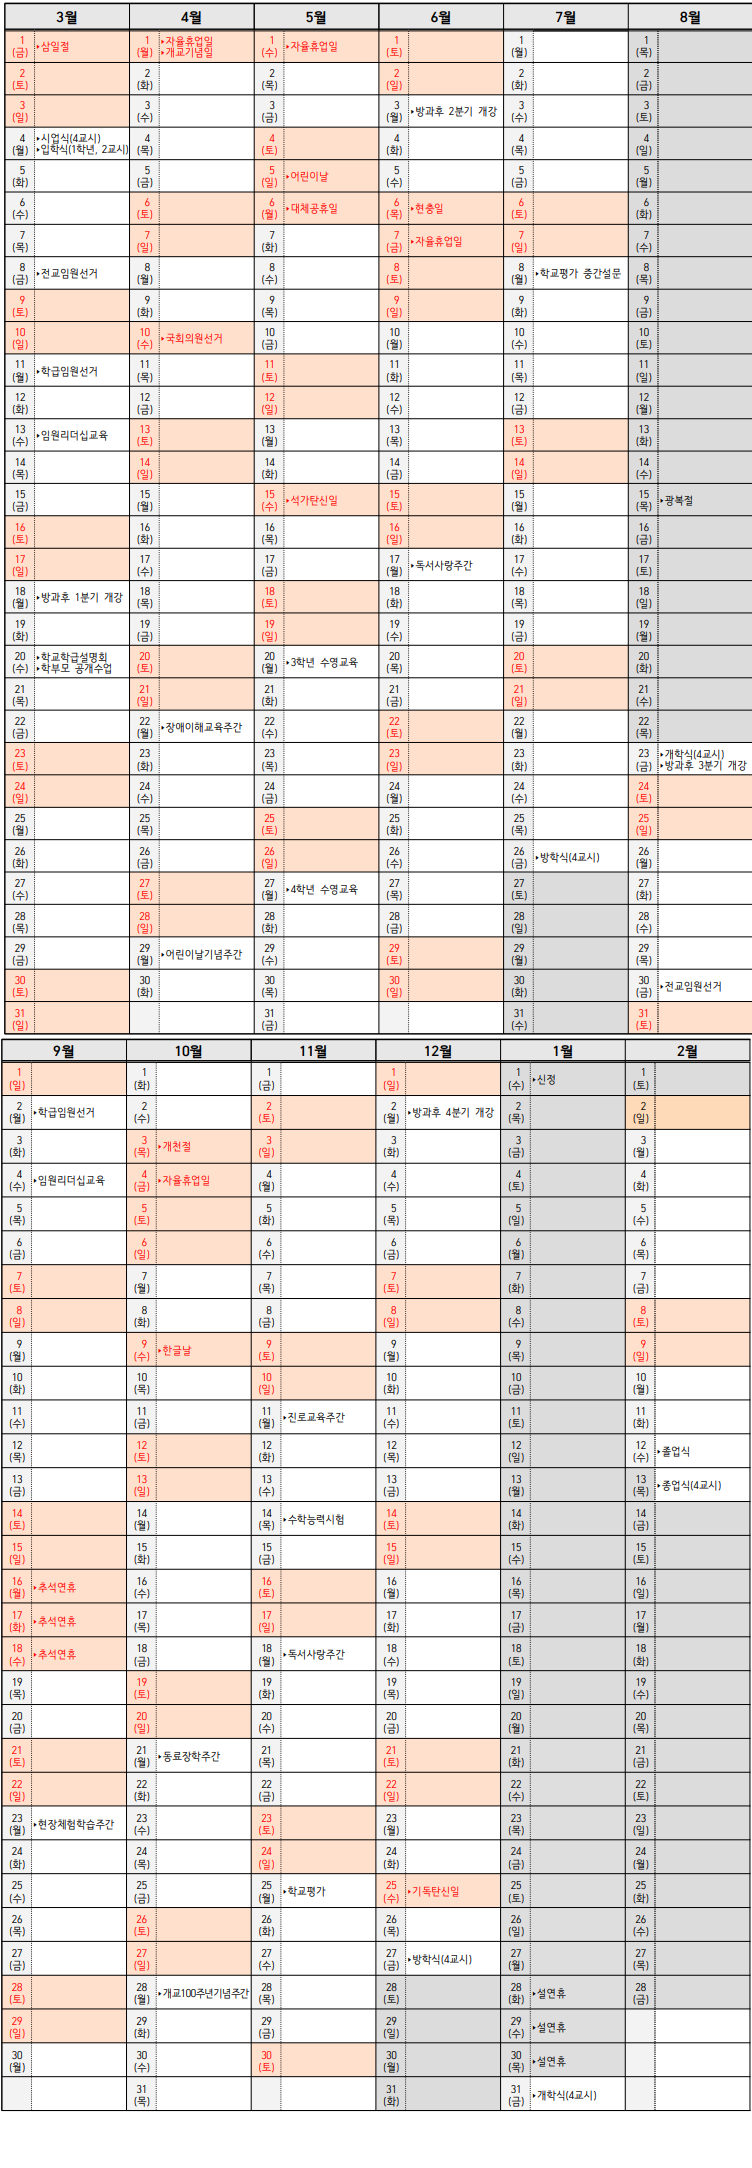 3월 4월 5월 6월 7월 8월
1 (금) ‣삼일절 1 (월) ‣자율휴업일 ‣개교기념일 1 (수) ‣자율휴업일 1 (토) 1 (월) 1 (목)
2 (토) 2 (화) 2 (목) 2 (일) 2 (화) 2 (금)
3 (일) 3 (수) 3 (금) 3 (월) ‣방과후 2분기 개강 3 (수) 3 (토)
4 (월) ‣시업식(4교시) ‣입학식(1학년, 2교시) 4 (목) 4 (토) 4 (화) 4 (목) 4 (일)
5 (화) 5 (금) 5 (일) ‣어린이날 5 (수) 5 (금) 5 (월)
6 (수) 6 (토) 6 (월) ‣대체공휴일 6 (목) ‣현충일 6 (토) 6 (화)
7 (목) 7 (일) 7 (화) 7 (금) ‣자율휴업일 7 (일) 7 (수)
8 (금) ‣전교임원선거 8 (월) 8 (수) 8 (토) 8 (월) ‣학교평가 중간설문 8 (목)
9 (토) 9 (화) 9 (목) 9 (일) 9 (화) 9 (금)
10 (일) 10 (수) ‣국회의원선거 10 (금) 10 (월) 10 (수) 10 (토)
11 (월) ‣학급임원선거 11 (목) 11 (토) 11 (화) 11 (목) 11 (일)
12 (화) 12 (금) 12 (일) 12 (수) 12 (금) 12 (월)
13 (수) ‣임원리더십교육 13 (토) 13 (월) 13 (목) 13 (토) 13 (화)
14 (목) 14 (일) 14 (화) 14 (금) 14 (일) 14 (수)
15 (금) 15 (월) 15 (수) ‣석가탄신일 15 (토) 15 (월) 15 (목) ‣광복절
16 (토) 16 (화) 16 (목) 16 (일) 16 (화) 16 (금)
17 (일) 17 (수) 17 (금) 17 (월) ‣독서사랑주간 17 (수) 17 (토)
18 (월) ‣방과후 1분기 개강 18 (목) 18 (토) 18 (화) 18 (목) 18 (일)
19 (화) 19 (금) 19 (일) 19 (수) 19 (금) 19 (월)
20 (수) ‣학교학급설명회 ‣학부모 공개수업 20 (토) 20 (월) ‣3학년 수영교육 20 (목) 20 (토) 20 (화)
21 (목) 21 (일) 21 (화) 21 (금) 21 (일) 21 (수)
22 (금) 22 (월) ‣장애이해교육주간 22 (수) 22 (토) 22 (월) 22 (목)
23 (토) 23 (화) 23 (목) 23 (일) 23 (화) 23 (금) ‣개학식(4교시) ‣방과후 3분기 개강
24 (일) 24 (수) 24 (금) 24 (월) 24 (수) 24 (토)
25 (월) 25 (목) 25 (토) 25 (화) 25 (목) 25 (일)
26 (화) 26 (금) 26 (일) 26 (수) 26 (금) ‣방학식(4교시) 26 (월)
27 (수) 27 (토) 27 (월) ‣4학년 수영교육 27 (목) 27 (토) 27 (화)
28 (목) 28 (일) 28 (화) 28 (금) 28 (일) 28 (수)
29 (금) 29 (월) ‣어린이날기념주간 29 (수) 29 (토) 29 (월) 29 (목)
30 (토) 30 (화) 30 (목) 30 (일) 30 (화) 30 (금) ‣전교임원선거
31 (일) 31 (금) 31 (수) 31 (토)
9월 10월 11월 12월 1월 2월
1 (일) 1 (화) 1 (금) 1 (일) 1 (수) ‣신정 1 (토)
2 (월) ‣학급임원선거 2 (수) 2 (토) 2 (월) ‣방과후 4분기 개강 2 (목) 2 (일)
3 (화) 3 (목) ‣개천절 3 (일) 3 (화) 3 (금) 3 (월)
4 (수) ‣임원리더십교육 4 (금) ‣자율휴업일 4 (월) 4 (수) 4 (토) 4 (화)
5 (목) 5 (토) 5 (화) 5 (목) 5 (일) 5 (수)
6 (금) 6 (일) 6 (수) 6 (금) 6 (월) 6 (목)
7 (토) 7 (월) 7 (목) 7 (토) 7 (화) 7 (금)
8 (일) 8 (화) 8 (금) 8 (일) 8 (수) 8 (토)
9 (월) 9 (수) ‣한글날 9 (토) 9 (월) 9 (목) 9 (일)
10 (화) 10 (목) 10 (일) 10 (화) 10 (금) 10 (월)
11 (수) 11 (금) 11 (월) ‣진로교육주간 11 (수) 11 (토) 11 (화)
12 (목) 12 (토) 12 (화) 12 (목) 12 (일) 12 (수) ‣졸업식
13 (금) 13 (일) 13 (수) 13 (금) 13 (월) 13 (목) ‣종업식(4교시)
14 (토) 14 (월) 14 (목) ‣수학능력시험 14 (토) 14 (화) 14 (금)
15 (일) 15 (화) 15 (금) 15 (일) 15 (수) 15 (토)
16 (월) ‣추석연휴 16 (수) 16 (토) 16 (월) 16 (목) 16 (일)
17 (화) ‣추석연휴 17 (목) 17 (일) 17 (화) 17 (금) 17 (월)
18 (수) ‣추석연휴 18 (금) 18 (월) ‣독서사랑주간 18 (수) 18 (토) 18 (화)
19 (목) 19 (토) 19 (화) 19 (목) 19 (일) 19 (수)
20 (금) 20 (일) 20 (수) 20 (금) 20 (월) 20 (목)
21 (토) 21 (월) ‣동료장학주간 21 (목) 21 (토) 21 (화) 21 (금)
22 (일) 22 (화) 22 (금) 22 (일) 22 (수) 22 (토)
23 (월) ‣현장체험학습주간 23 (수) 23 (토) 23 (월) 23 (목) 23 (일)
24 (화) 24 (목) 24 (일) 24 (화) 24 (금) 24 (월)
25 (수) 25 (금) 25 (월) ‣학교평가 25 (수) ‣기독탄신일 25 (토) 25 (화)
26 (목) 26 (토) 26 (화) 26 (목) 26 (일) 26 (수)
27 (금) 27 (일) 27 (수) 27 (금) ‣방학식(4교시) 27 (월) 27 (목)
28 (토) 28 (월) ‣개교100주년기념주간 28 (목) 28 (토) 28 (화) ‣설연휴 28 (금)
29 (일) 29 (화) 29 (금) 29 (일) 29 (수) ‣설연휴
30 (월) 30 (수) 30 (토) 30 (월) 30 (목) ‣설연휴
31 (목) 31 (화) 31 (금) ‣개학식(4교시)